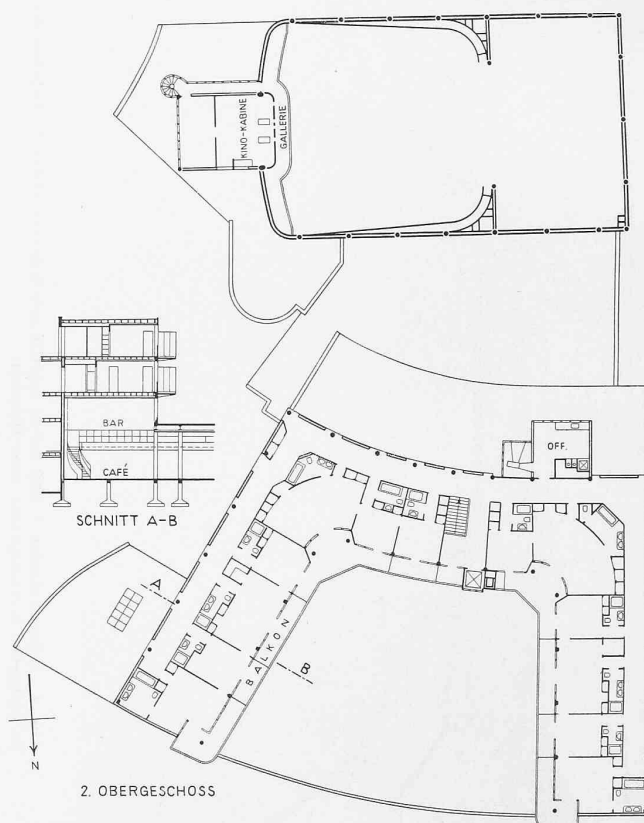 KINO-KABINE
GALLERIE
BAR
CAFÉ
SCHNITT A-B
OFF.
A
BALKON
B
N
2. OBERGESCHOSS